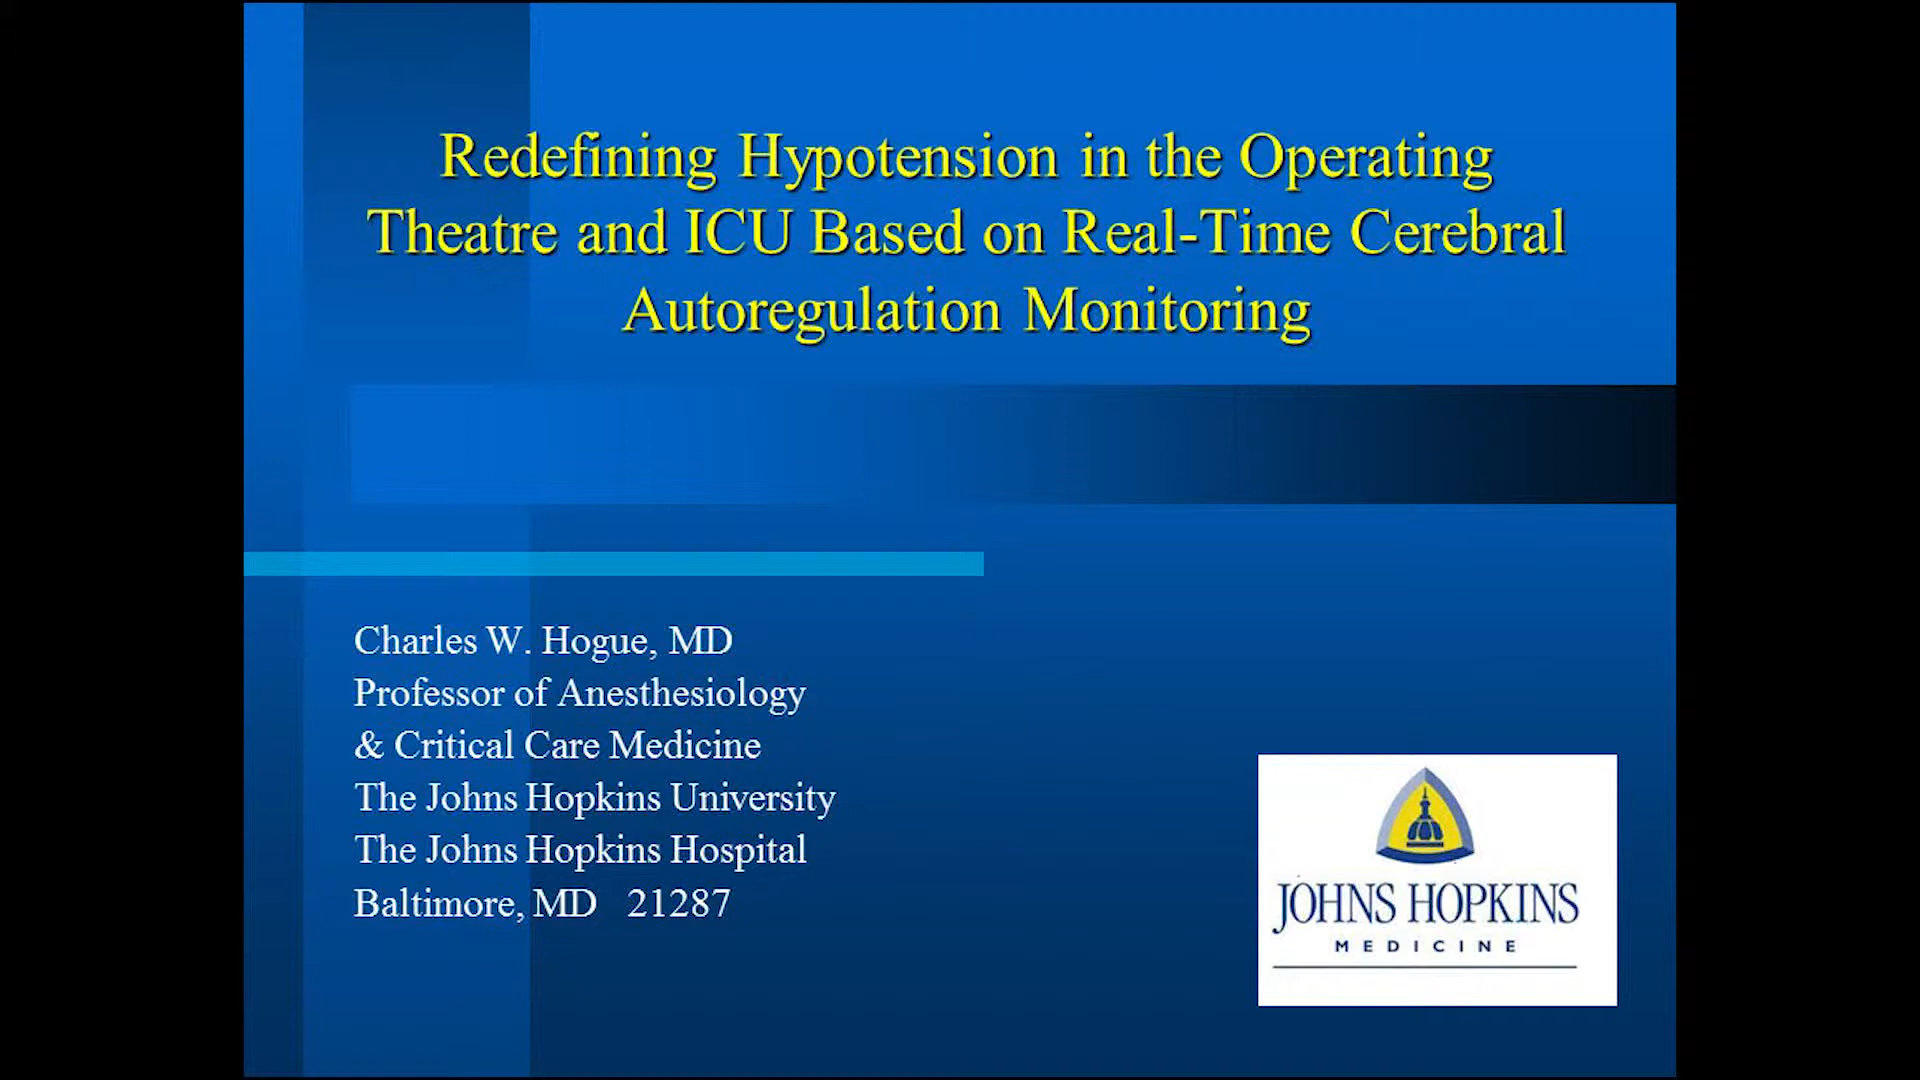 Redefining Hypotension in the Operating
Theatre and ICU Based on Real-Time Cerebral
Autoregulation Monitoring
Charles W. Hogue, MD
Professor of Anesthesiology
& Critical Care Medicine
The Johns Hopkins University
The Johns Hopkins Hospital
Baltimore, MD 21287
JOHNS HOPKINS
MEDICINE